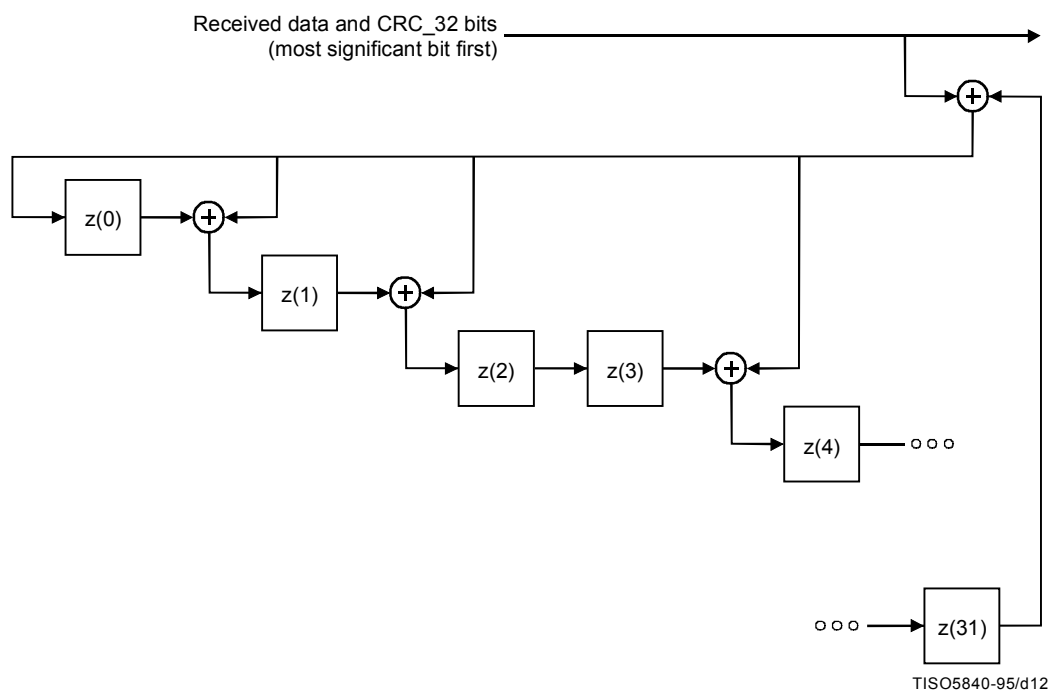 Received data and CRC_32 bits
(most significant bit first)
z(0)
z(1)
z(2)
z(3)
z(4)
z(31)
TISO5840-95/d12